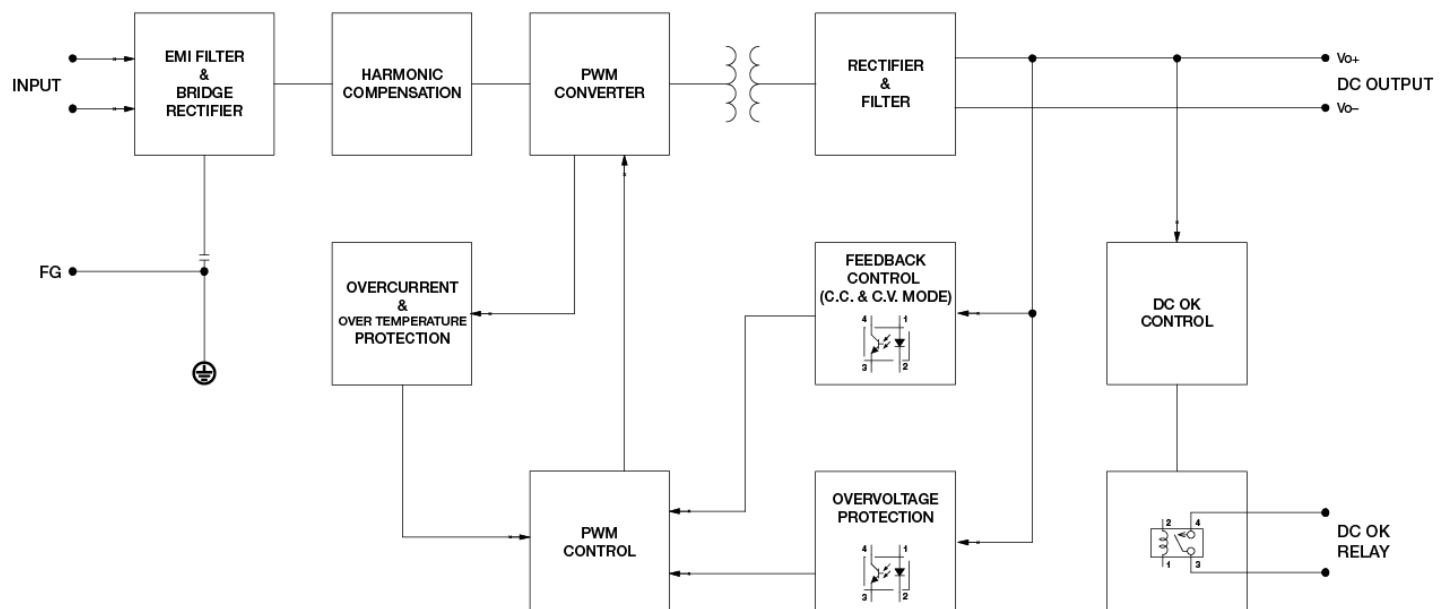 INPUT
EMI FILTER
&
BRIDGE
RECTIFIER
HARMONIC
COMPENSATION
PWM
CONVERTER
RECTIFIER
&
FILTER
Vo+
DC OUTPUT
Vo–
FG
OVERCURRENT
&
OVER TEMPERATURE
PROTECTION
FEEDBACK
CONTROL
(C.C. & C.V. MODE)
4 1
3 2
DC OK
CONTROL
PWM
CONTROL
OVERVOLTAGE
PROTECTION
4 1
3 2
2 4
1 3
DC OK
RELAY